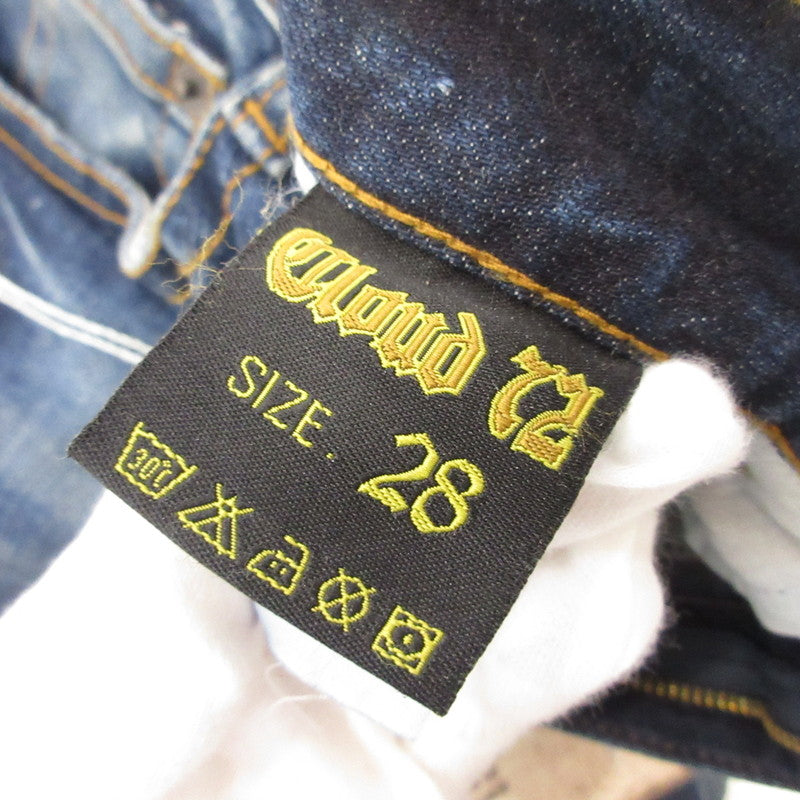 Cloud 72
SIZE. 28
30℃